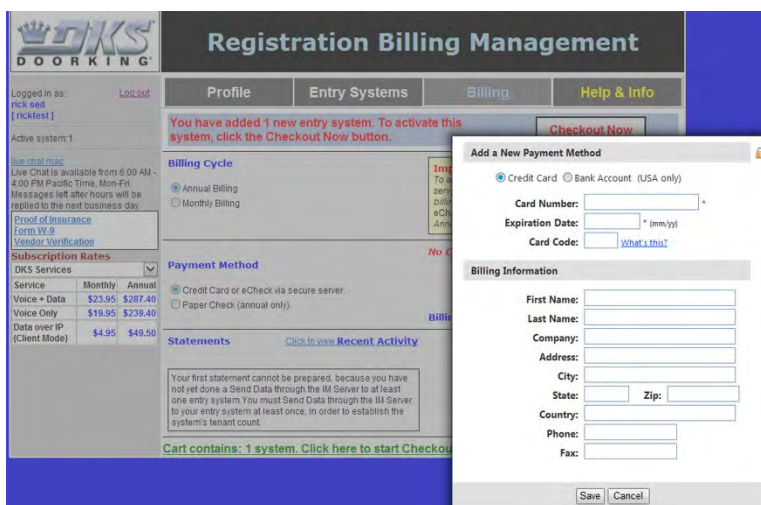 DKS
DOORKING®
Registration Billing Management
Logged in as: Log out
rick sed
[ricktest]
Active system:1.
live chat mac
Live Chat is available from 6:00 AM -
4:00 PM Pacific Time, Mon-Fri.
Messages left after hours will be
replied to the next business day
Proof of Insurance
Form W-9
Vendor Verification
Subscription Rates
DKS Services
Service Monthly Annual
Voice + Data $23.95 $287.40
Voice Only $19.95 $239.40
Data over IP
(Client Mode) $4.95 $49.50
Profile Entry Systems Billing Help & Info
You have added 1 new entry system. To activate this
system, click the Checkout Now button.
Checkout Now
Billing Cycle
Annual Billing
Monthly Billing
Payment Method
Credit Card or eCheck via secure server
Paper Check (annual only)
Statements Click to view Recent Activity
Your first statement cannot be prepared, because you have
not yet done a Send Data through the IM Server to at least
one entry system.You must Send Data through the IM Server
to your entry system at least once, in order to establish the
system's tenant count.
Cart contains: 1 system. Click here to start Checkou
Add a New Payment Method
Credit Card Bank Account (USA only)
Card Number: *
Expiration Date: * (mm/yy)
Card Code: What's this?
Billing Information
First Name:
Last Name:
Company:
Address:
City:
State: Zip:
Country:
Phone:
Fax:
Save Cancel